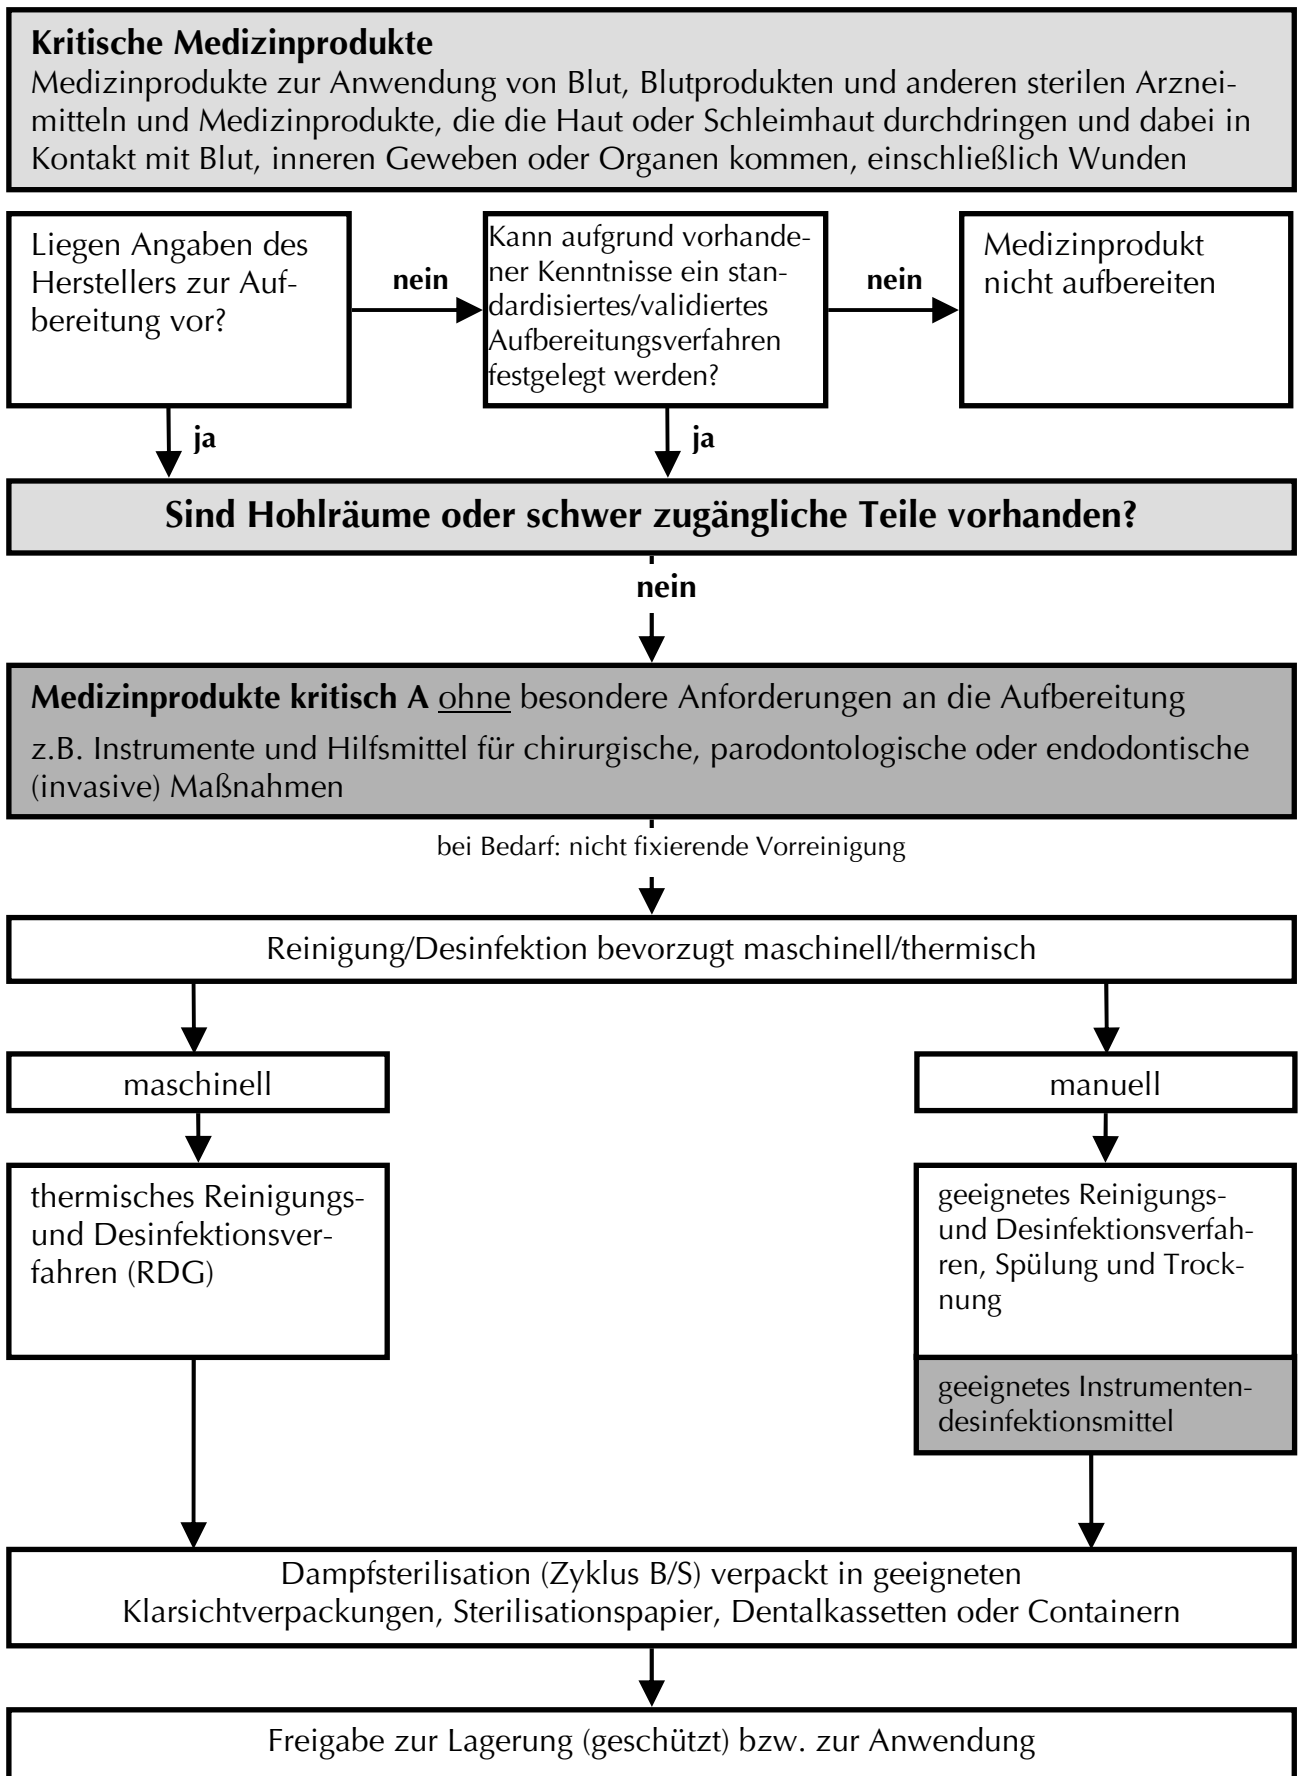 Kritische Medizinprodukte
Medizinprodukte zur Anwendung von Blut, Blutprodukten und anderen sterilen Arznei-
mitteln und Medizinprodukte, die die Haut oder Schleimhaut durchdringen und dabei in
Kontakt mit Blut, inneren Geweben oder Organen kommen, einschließlich Wunden
Liegen Angaben des
Herstellers zur Auf-
bereitung vor?
nein
Kann aufgrund vorhande-
ner Kenntnisse ein stan-
dardisiertes/validiertes
Aufbereitungsverfahren
festgelegt werden?
nein
Medizinprodukt
nicht aufbereiten
ja
ja
Sind Hohlräume oder schwer zugängliche Teile vorhanden?
nein
Medizinprodukte kritisch A ohne besondere Anforderungen an die Aufbereitung
z.B. Instrumente und Hilfsmittel für chirurgische, parodontologische oder endodontische
(invasive) Maßnahmen
bei Bedarf: nicht fixierende Vorreinigung
Reinigung/Desinfektion bevorzugt maschinell/thermisch
maschinell
manuell
thermisches Reinigungs-
und Desinfektionsver-
fahren (RDG)
geeignetes Reinigungs-
und Desinfektionsverfah-
ren, Spülung und Trock-
nung
geeignetes Instrumenten-
desinfektionsmittel
Dampfsterilisation (Zyklus B/S) verpackt in geeigneten
Klarsichtverpackungen, Sterilisationspapier, Dentalkassetten oder Containern
Freigabe zur Lagerung (geschützt) bzw. zur Anwendung